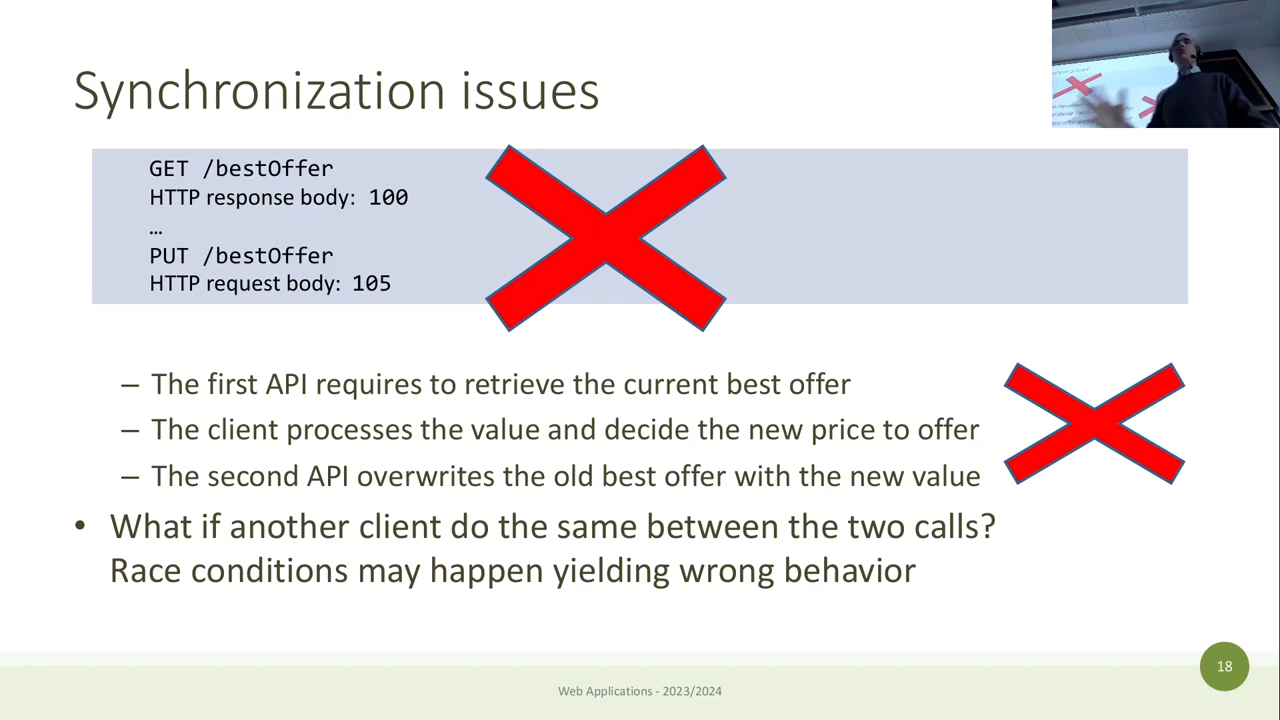 Synchronization issues
GET /bestOffer
HTTP response body: 100
…
PUT /bestOffer
HTTP request body: 105
– The first API requires to retrieve the current best offer
– The client processes the value and decide the new price to offer
– The second API overwrites the old best offer with the new value
• What if another client do the same between the two calls?
Race conditions may happen yielding wrong behavior
18
Web Applications - 2023/2024